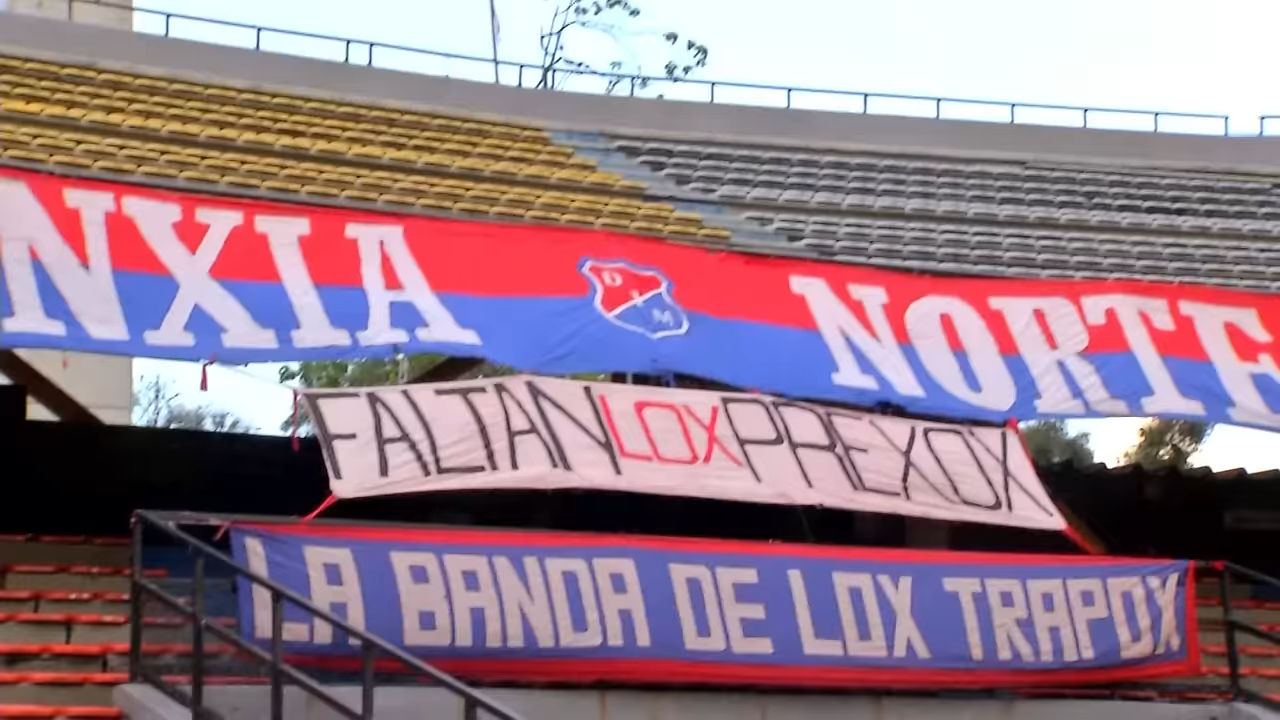 NXIA NORTE
D I M
FALTAN LOX PREXOX
LA BANDA DE LOX TRAPOX